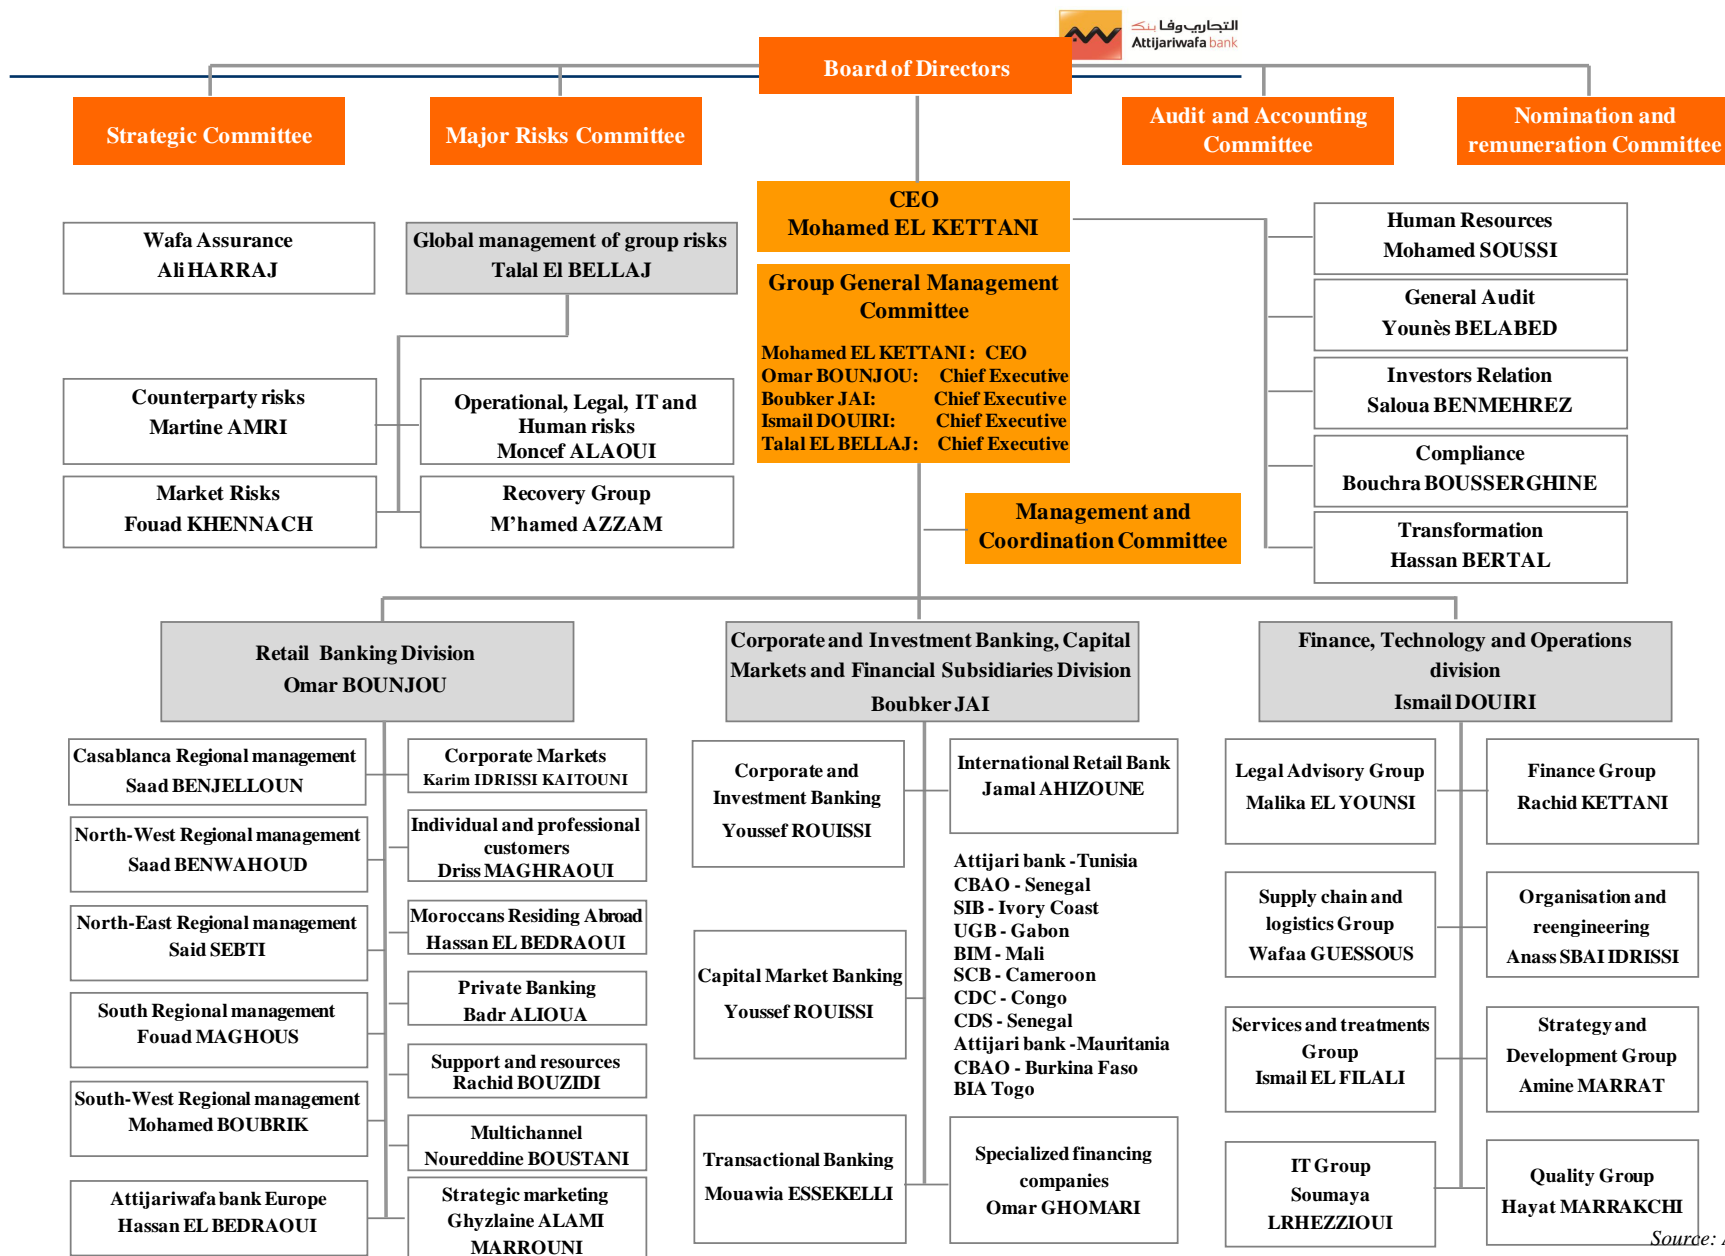 التجاري وفا بنك
Attijariwafa bank
Board of Directors
Strategic Committee
Major Risks Committee
Audit and Accounting
Committee
Nomination and
remuneration Committee
CEO
Mohamed EL KETTANI
Wafa Assurance
Ali HARRAJ
Global management of group risks
Talal El BELLAJ
Group General Management
Committee
Mohamed EL KETTANI : CEO
Omar BOUNJOU: Chief Executive
Boubker JAI: Chief Executive
Ismail DOUIRI: Chief Executive
Talal EL BELLAJ: Chief Executive
Human Resources
Mohamed SOUSSI
General Audit
Younès BELABED
Investors Relation
Saloua BENMEHREZ
Compliance
Bouchra BOUSSERGHINE
Transformation
Hassan BERTAL
Counterparty risks
Martine AMRI
Operational, Legal, IT and
Human risks
Moncef ALAOUI
Market Risks
Fouad KHENNACH
Recovery Group
M’hamed AZZAM
Management and
Coordination Committee
Retail Banking Division
Omar BOUNJOU
Corporate and Investment Banking, Capital
Markets and Financial Subsidiaries Division
Boubker JAI
Finance, Technology and Operations
division
Ismail DOUIRI
Casablanca Regional management
Saad BENJELLOUN
North-West Regional management
Saad BENWAHOUD
North-East Regional management
Said SEBTI
South Regional management
Fouad MAGHOUS
South-West Regional management
Mohamed BOUBRIK
Attijariwafa bank Europe
Hassan EL BEDRAOUI
Corporate Markets
Karim IDRISSI KAITOUNI
Individual and professional
customers
Driss MAGHRAOUI
Moroccans Residing Abroad
Hassan EL BEDRAOUI
Private Banking
Badr ALIOUA
Support and resources
Rachid BOUZIDI
Multichannel
Noureddine BOUSTANI
Strategic marketing
Ghyzlaine ALAMI
MARROUNI
Corporate and
Investment Banking
Youssef ROUISSI
Capital Market Banking
Youssef ROUISSI
Transactional Banking
Mouawia ESSEKELLI
International Retail Bank
Jamal AHIZOUNE
Attijari bank -Tunisia
CBAO - Senegal
SIB - Ivory Coast
UGB - Gabon
BIM - Mali
SCB - Cameroon
CDC - Congo
CDS - Senegal
Attijari bank -Mauritania
CBAO - Burkina Faso
BIA Togo
Specialized financing
companies
Omar GHOMARI
Legal Advisory Group
Malika EL YOUNSI
Supply chain and
logistics Group
Wafaa GUESSOUS
Services and treatments
Group
Ismail EL FILALI
IT Group
Soumaya
LRHEZZIOUI
Finance Group
Rachid KETTANI
Organisation and
reengineering
Anass SBAI IDRISSI
Strategy and
Development Group
Amine MARRAT
Quality Group
Hayat MARRAKCHI
Source: